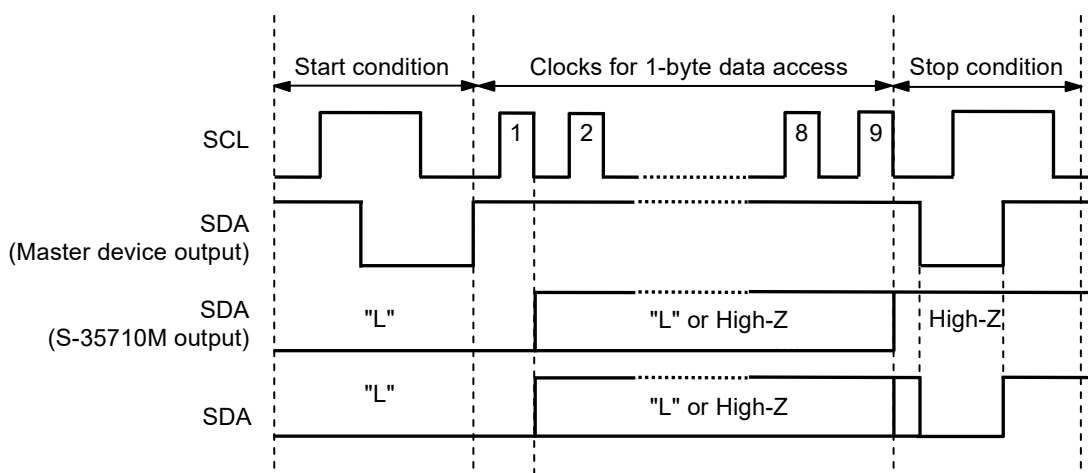 Start condition
Clocks for 1-byte data access
Stop condition
SCL
1
2
8
9
SDA
(Master device output)
SDA
(S-35710M output)
"L"
"L" or High-Z
High-Z
SDA
"L"
"L" or High-Z